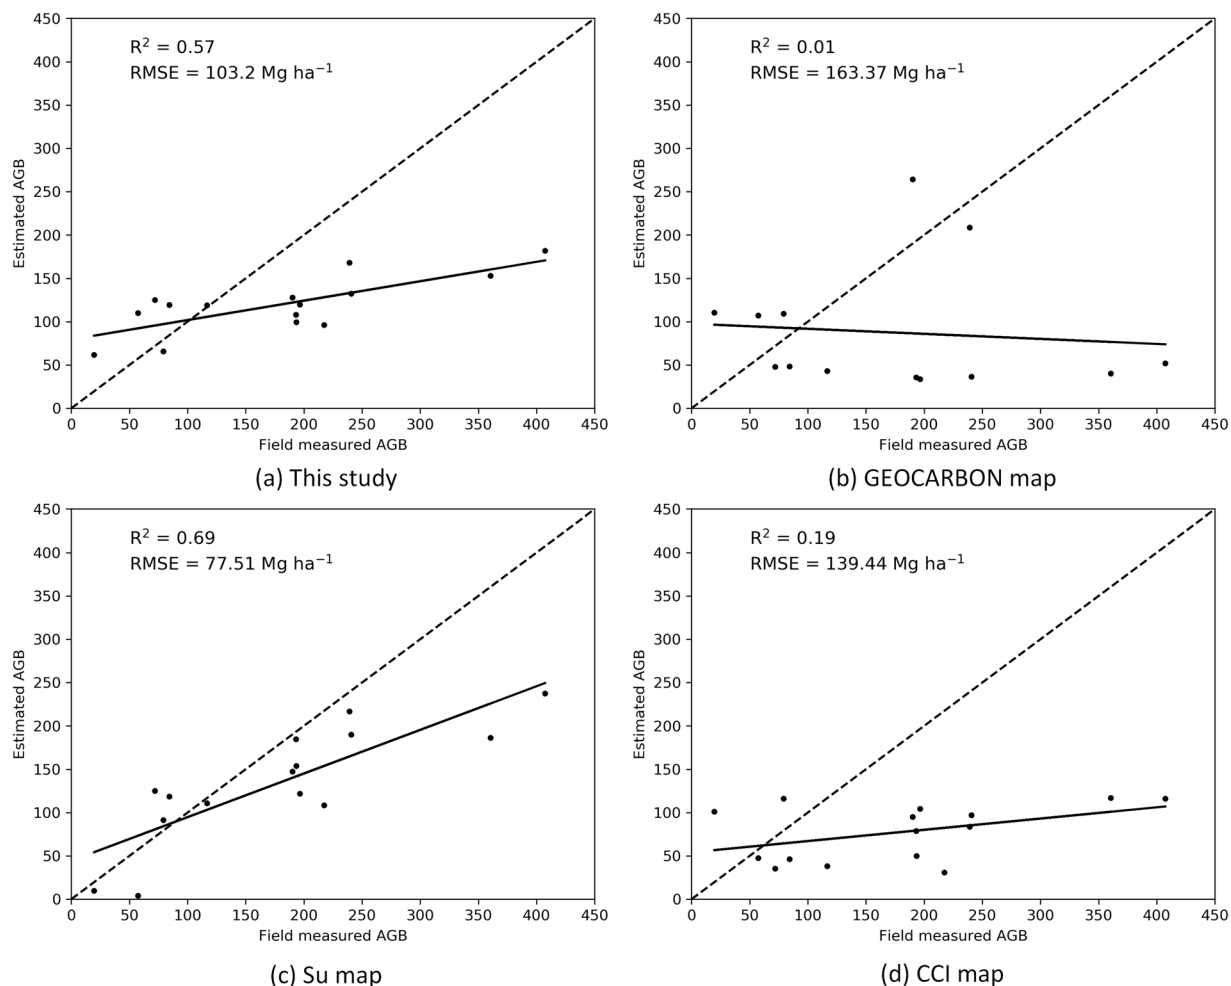 R² = 0.57
RMSE = 103.2 Mg ha⁻¹
450
400
350
300
250
200
150
100
50
0
Estimated AGB
0 50 100 150 200 250 300 350 400 450
Field measured AGB
(a) This study
R² = 0.01
RMSE = 163.37 Mg ha⁻¹
450
400
350
300
250
200
150
100
50
0
Estimated AGB
0 50 100 150 200 250 300 350 400 450
Field measured AGB
(b) GEOCARBON map
R² = 0.69
RMSE = 77.51 Mg ha⁻¹
450
400
350
300
250
200
150
100
50
0
Estimated AGB
0 50 100 150 200 250 300 350 400 450
Field measured AGB
(c) Su map
R² = 0.19
RMSE = 139.44 Mg ha⁻¹
450
400
350
300
250
200
150
100
50
0
Estimated AGB
0 50 100 150 200 250 300 350 400 450
Field measured AGB
(d) CCI map